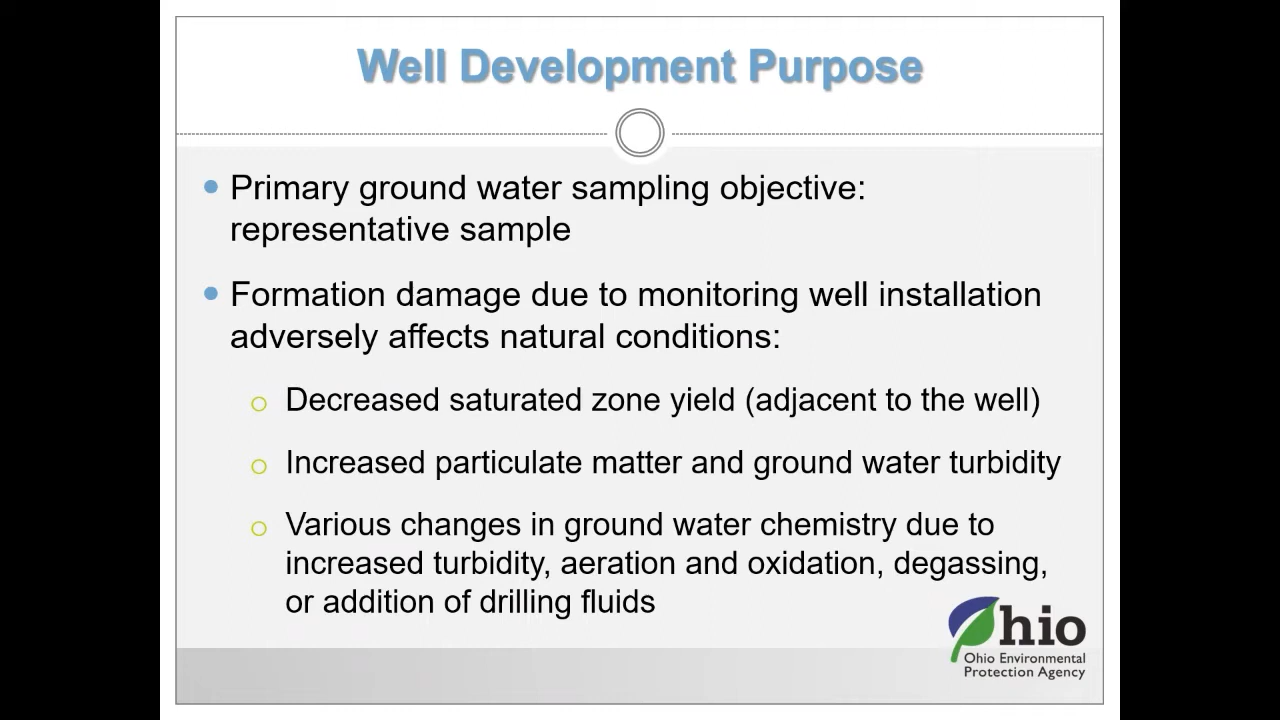 Well Development Purpose
• Primary ground water sampling objective:
representative sample
• Formation damage due to monitoring well installation
adversely affects natural conditions:
o Decreased saturated zone yield (adjacent to the well)
o Increased particulate matter and ground water turbidity
o Various changes in ground water chemistry due to
increased turbidity, aeration and oxidation, degassing,
or addition of drilling fluids
Ohio
Ohio Environmental
Protection Agency